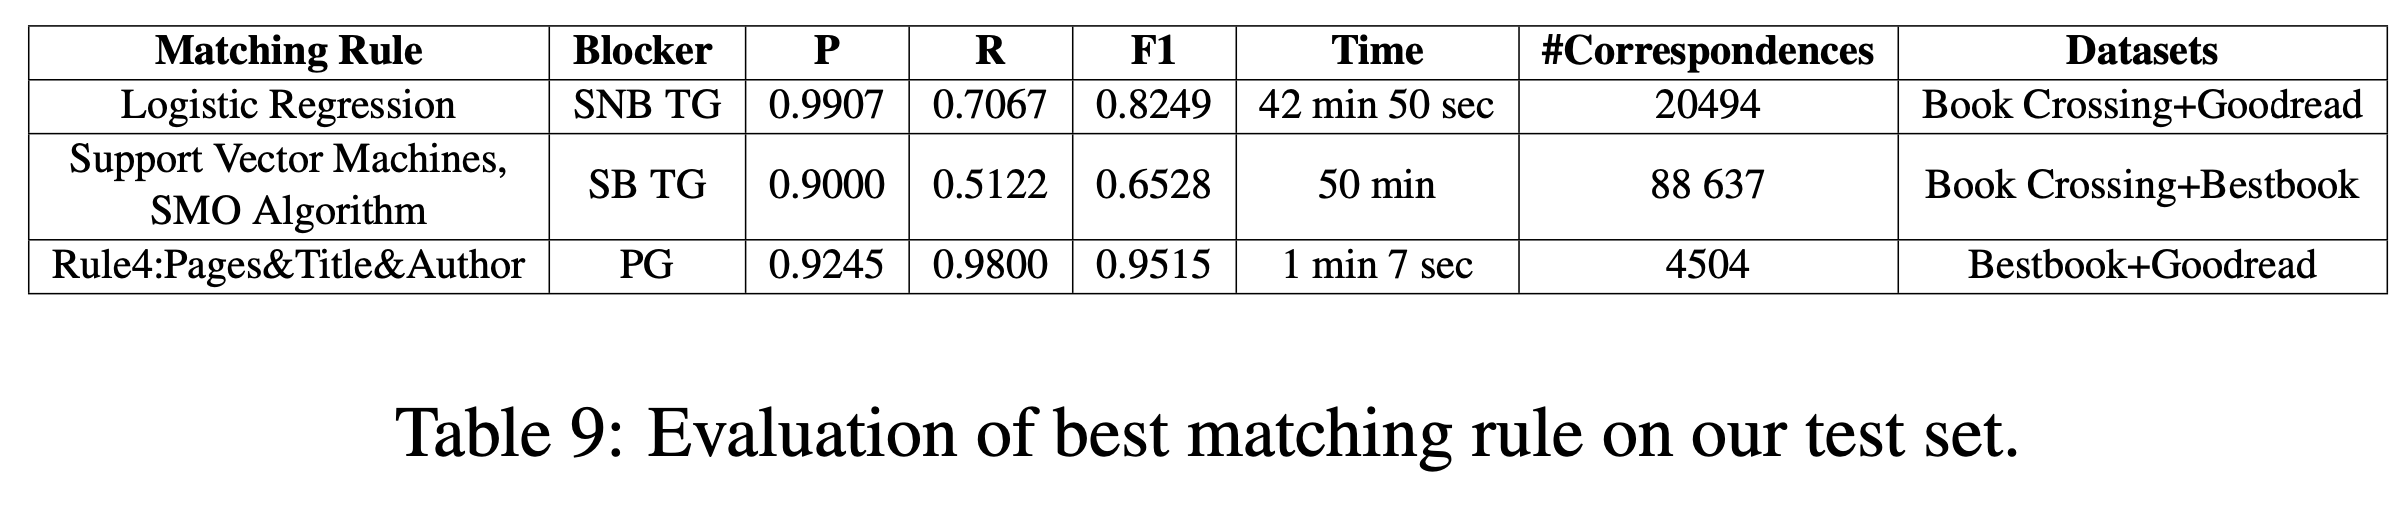 Matching Rule Blocker P R F1 Time #Correspondences Datasets
Logistic Regression SNB TG 0.9907 0.7067 0.8249 42 min 50 sec 20494 Book Crossing+Goodread
Support Vector Machines,
SMO Algorithm SB TG 0.9000 0.5122 0.6528 50 min 88 637 Book Crossing+Bestbook
Rule4:Pages&Title&Author PG 0.9245 0.9800 0.9515 1 min 7 sec 4504 Bestbook+Goodread
Table 9: Evaluation of best matching rule on our test set.